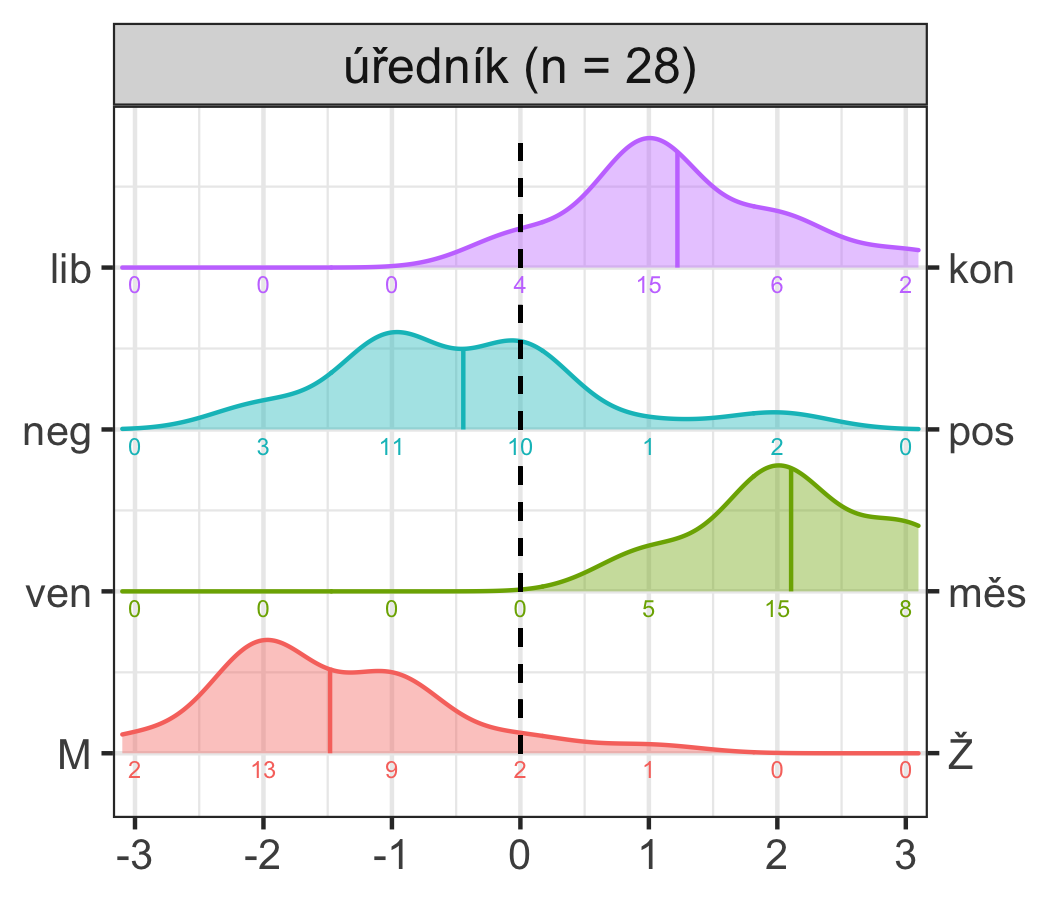 úředník (n = 28)
lib kon
0 0 0 4 15 6 2
neg pos
0 3 11 10 1 2 0
ven měs
0 0 0 0 5 15 8
M Ž
2 13 9 2 1 0 0
-3 -2 -1 0 1 2 3